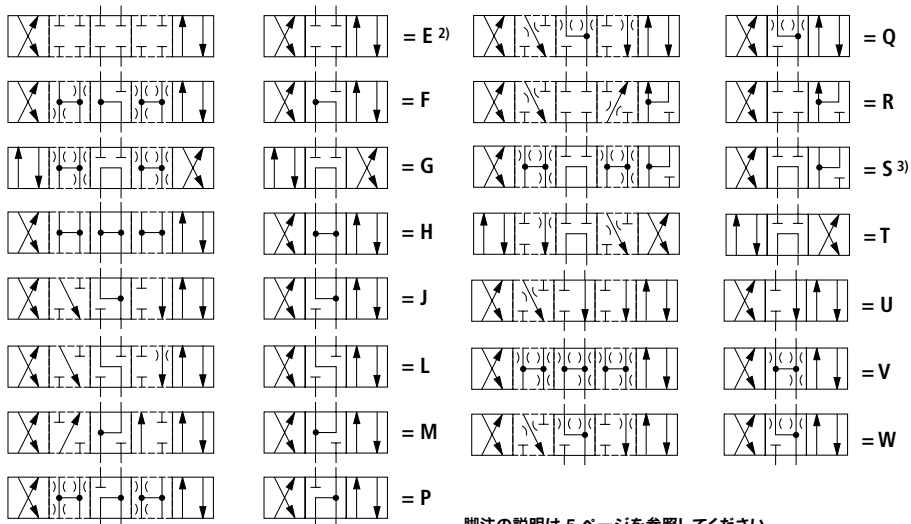 = E 2)
= F
= G
= H
= J
= L
= M
= P
= Q
= R
= S 3)
= T
= U
= V
= W
脚注の説明は 5 ページを参照してください